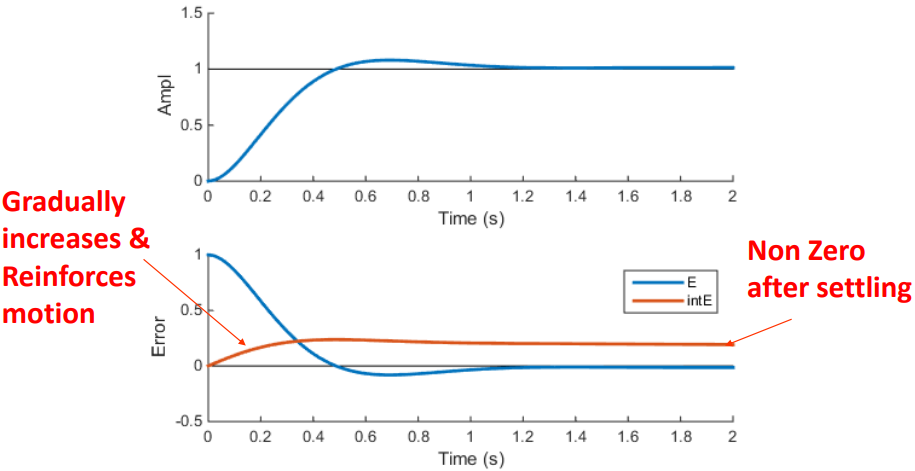 1.5
1
0.5
0
Ampl
0 0.2 0.4 0.6 0.8 1 1.2 1.4 1.6 1.8 2
Time (s)
Gradually
increases &
Reinforces
motion
1
0.5
0
-0.5
Error
E
intE
Non Zero
after settling
0 0.2 0.4 0.6 0.8 1 1.2 1.4 1.6 1.8 2
Time (s)